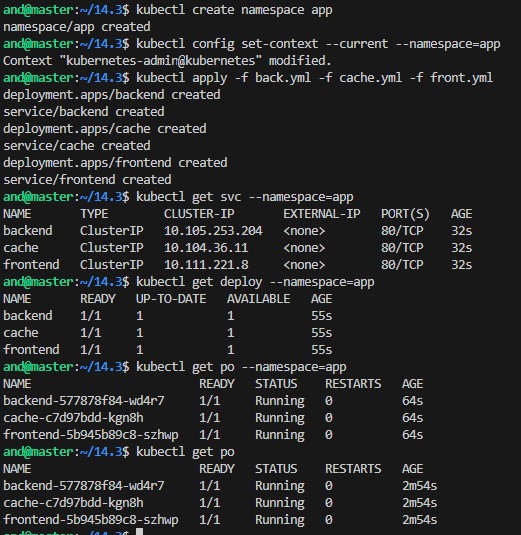 and@master:~/14.3$ kubectl create namespace app
namespace/app created
and@master:~/14.3$ kubectl config set-context --current --namespace=app
Context "kubernetes-admin@kubernetes" modified.
and@master:~/14.3$ kubectl apply -f back.yml -f cache.yml -f front.yml
deployment.apps/backend created
service/backend created
deployment.apps/cache created
service/cache created
deployment.apps/frontend created
service/frontend created
and@master:~/14.3$ kubectl get svc --namespace=app
NAME       TYPE        CLUSTER-IP       EXTERNAL-IP   PORT(S)   AGE
backend    ClusterIP   10.105.253.204   <none>        80/TCP    32s
cache      ClusterIP   10.104.36.11     <none>        80/TCP    32s
frontend   ClusterIP   10.111.221.8     <none>        80/TCP    32s
and@master:~/14.3$ kubectl get deploy --namespace=app
NAME       READY   UP-TO-DATE   AVAILABLE   AGE
backend    1/1     1            1           55s
cache      1/1     1            1           55s
frontend   1/1     1            1           55s
and@master:~/14.3$ kubectl get po --namespace=app
NAME                        READY   STATUS    RESTARTS   AGE
backend-577878f84-wd4r7     1/1     Running   0          64s
cache-c7d97bdd-kgn8h        1/1     Running   0          64s
frontend-5b945b89c8-szhwp   1/1     Running   0          64s
and@master:~/14.3$ kubectl get po
NAME                        READY   STATUS    RESTARTS   AGE
backend-577878f84-wd4r7     1/1     Running   0          2m54s
cache-c7d97bdd-kgn8h        1/1     Running   0          2m54s
frontend-5b945b89c8-szhwp   1/1     Running   0          2m54s
and@master:~/14.3$